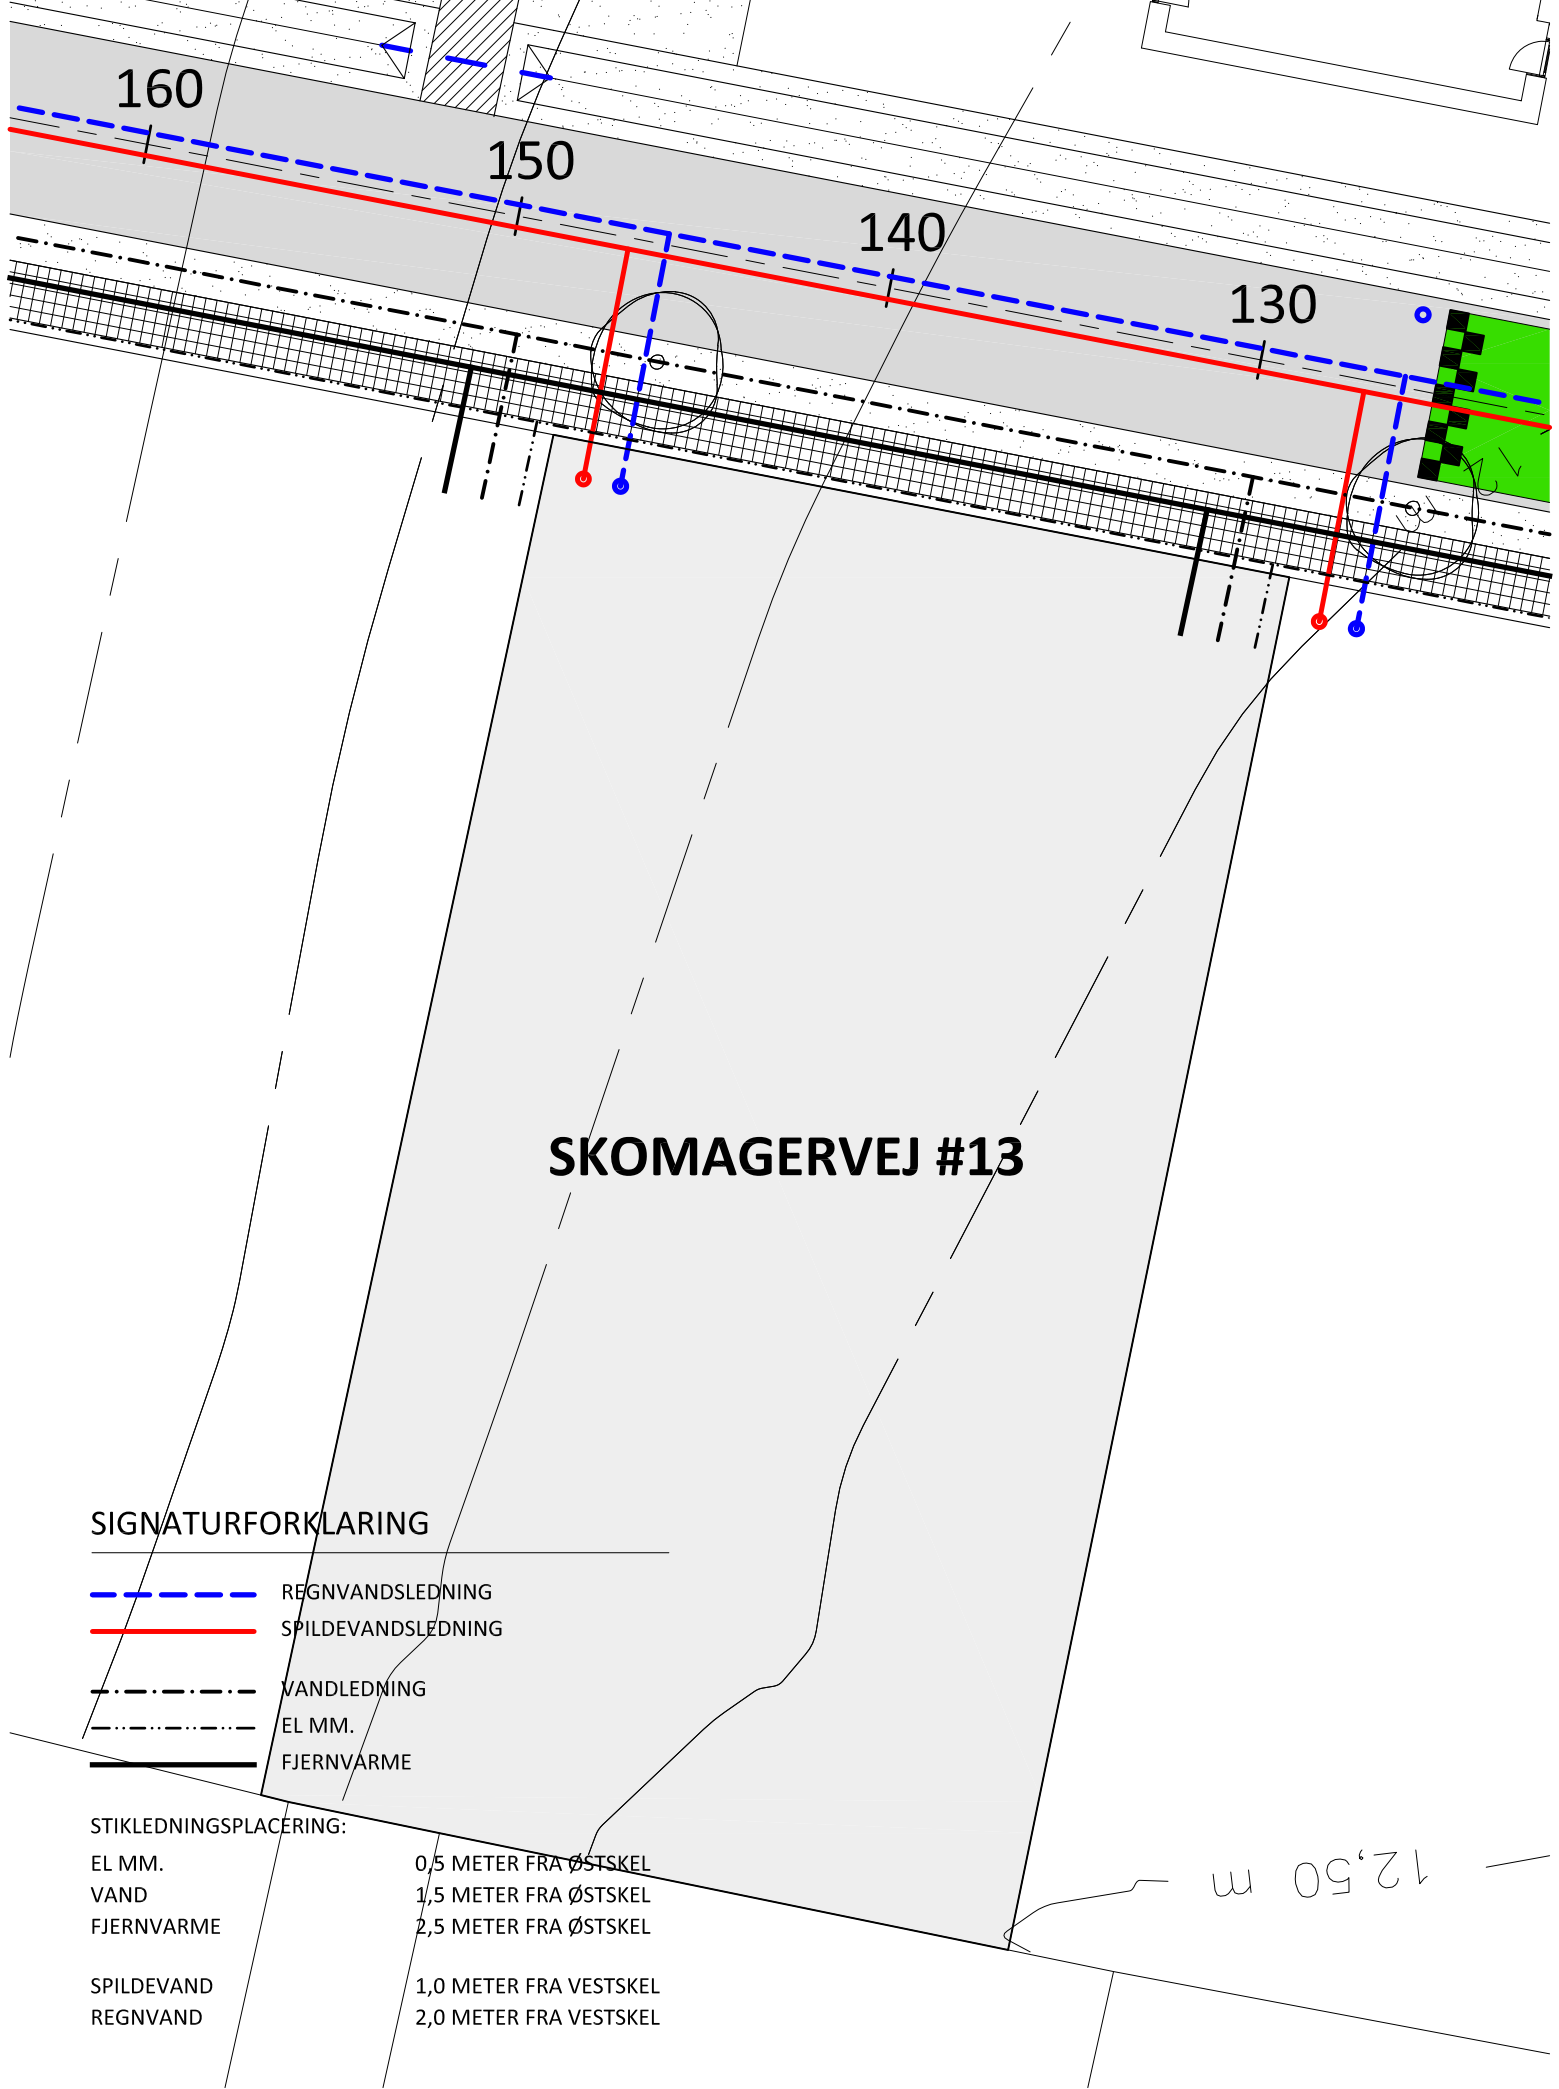 160
150
140
130
SKOMAGERVEJ #13
SIGNATURFORKLARING
REGNVANDSLEDNING
SPILDEVANDSLEDNING
VANDLEDNING
EL MM.
FJERNVARME
STIKLEDNINGSPLACERING:
EL MM. 0,5 METER FRA ØSTSKEL
VAND 1,5 METER FRA ØSTSKEL
FJERNVARME 2,5 METER FRA ØSTSKEL
SPILDEVAND 1,0 METER FRA VESTSKEL
REGNVAND 2,0 METER FRA VESTSKEL
12,50 m